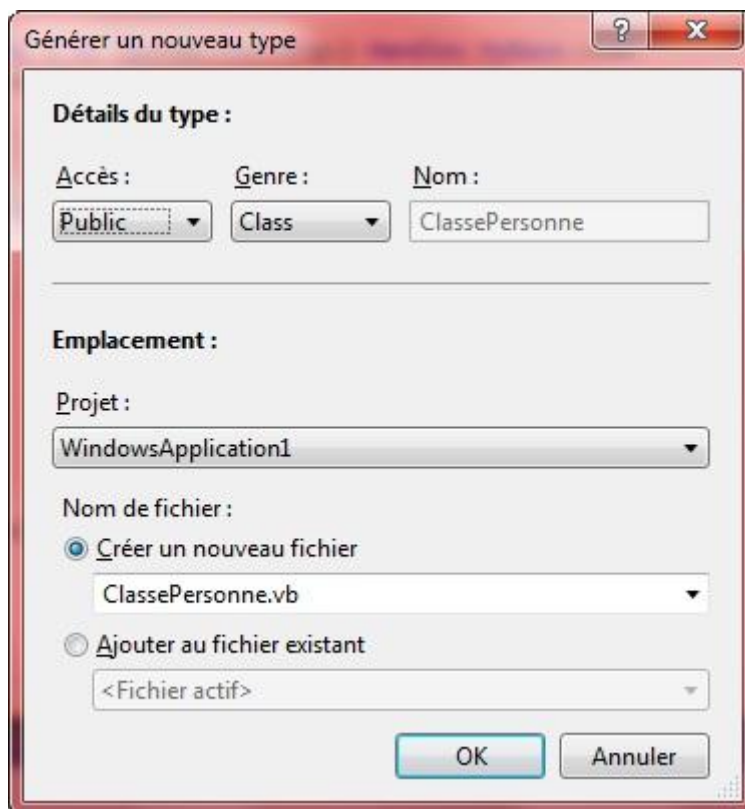 Générer un nouveau type
?
Détails du type :
Accès : Genre : Nom :
Public Class ClassePersonne
Emplacement :
Projet :
WindowsApplication1
Nom de fichier :
Créer un nouveau fichier
ClassePersonne.vb
Ajouter au fichier existant
<Fichier actif>
OK Annuler